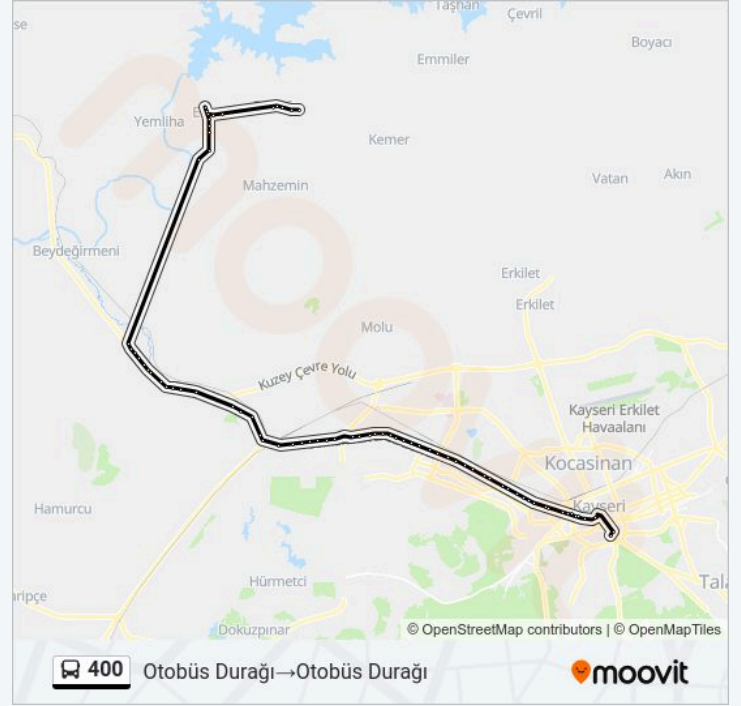 Taşhan
Çevril
se
Boyacı
Emmiler
Yemliha
Kemer
Mahzemin
Vatan
Akın
Beydeğirmeni
Erkilet
Erkilet
Molu
Kuzey Çevre Yolu
Kayseri Erkilet
Havaalanı
Kocasinan
Kayseri
Hamurcu
Hürmetci
Tala
arıpçe
Dokuzpınar
© OpenStreetMap contributors | © OpenMapTiles
400
Otobüs Durağı→Otobüs Durağı
moovit